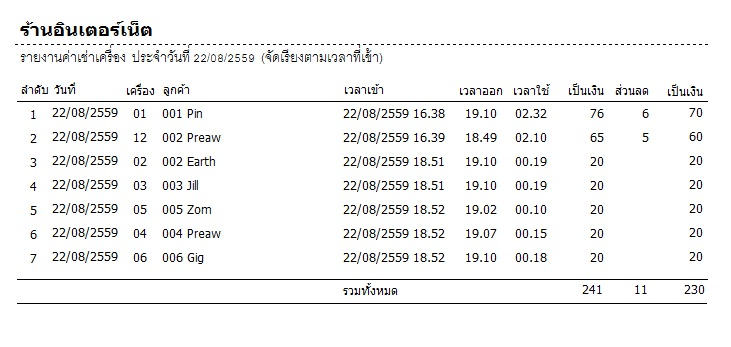 ร้านอินเตอร์เน็ต
รายงานค่าเช่าเครื่อง ประจำวันที่ 22/08/2559 (จัดเรียงตามเวลาที่เข้า)
ลำดับ วันที่ เครื่อง ลูกค้า เวลาเข้า เวลาออก เวลาใช้ เป็นเงิน ส่วนลด เป็นเงิน
1 22/08/2559 01 001 Pin 22/08/2559 16.38 19.10 02.32 76 6 70
2 22/08/2559 12 002 Preaw 22/08/2559 16.39 18.49 02.10 65 5 60
3 22/08/2559 02 002 Earth 22/08/2559 18.51 19.10 00.19 20 20
4 22/08/2559 03 003 Jill 22/08/2559 18.51 19.10 00.19 20 20
5 22/08/2559 05 005 Zom 22/08/2559 18.52 19.02 00.10 20 20
6 22/08/2559 04 004 Preaw 22/08/2559 18.52 19.07 00.15 20 20
7 22/08/2559 06 006 Gig 22/08/2559 18.52 19.10 00.18 20 20
รวมทั้งหมด 241 11 230